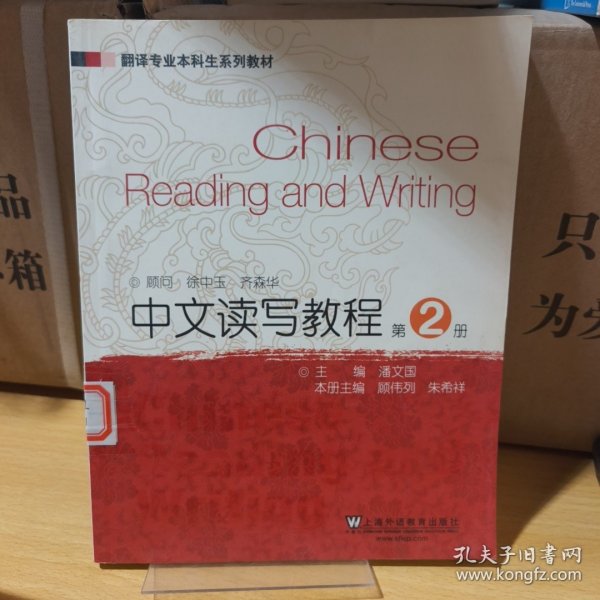 翻译专业本科生系列教材
Chinese
Reading and Writing
◎ 顾问 徐中玉 齐森华
中文读写教程 第2册
◎ 主 编 潘文国
本册主编 顾伟列 朱希祥
W 上海外语教育出版社
www.sflep.com
品
箱
只
为爱
孔夫子旧书网
www.kongfz.com